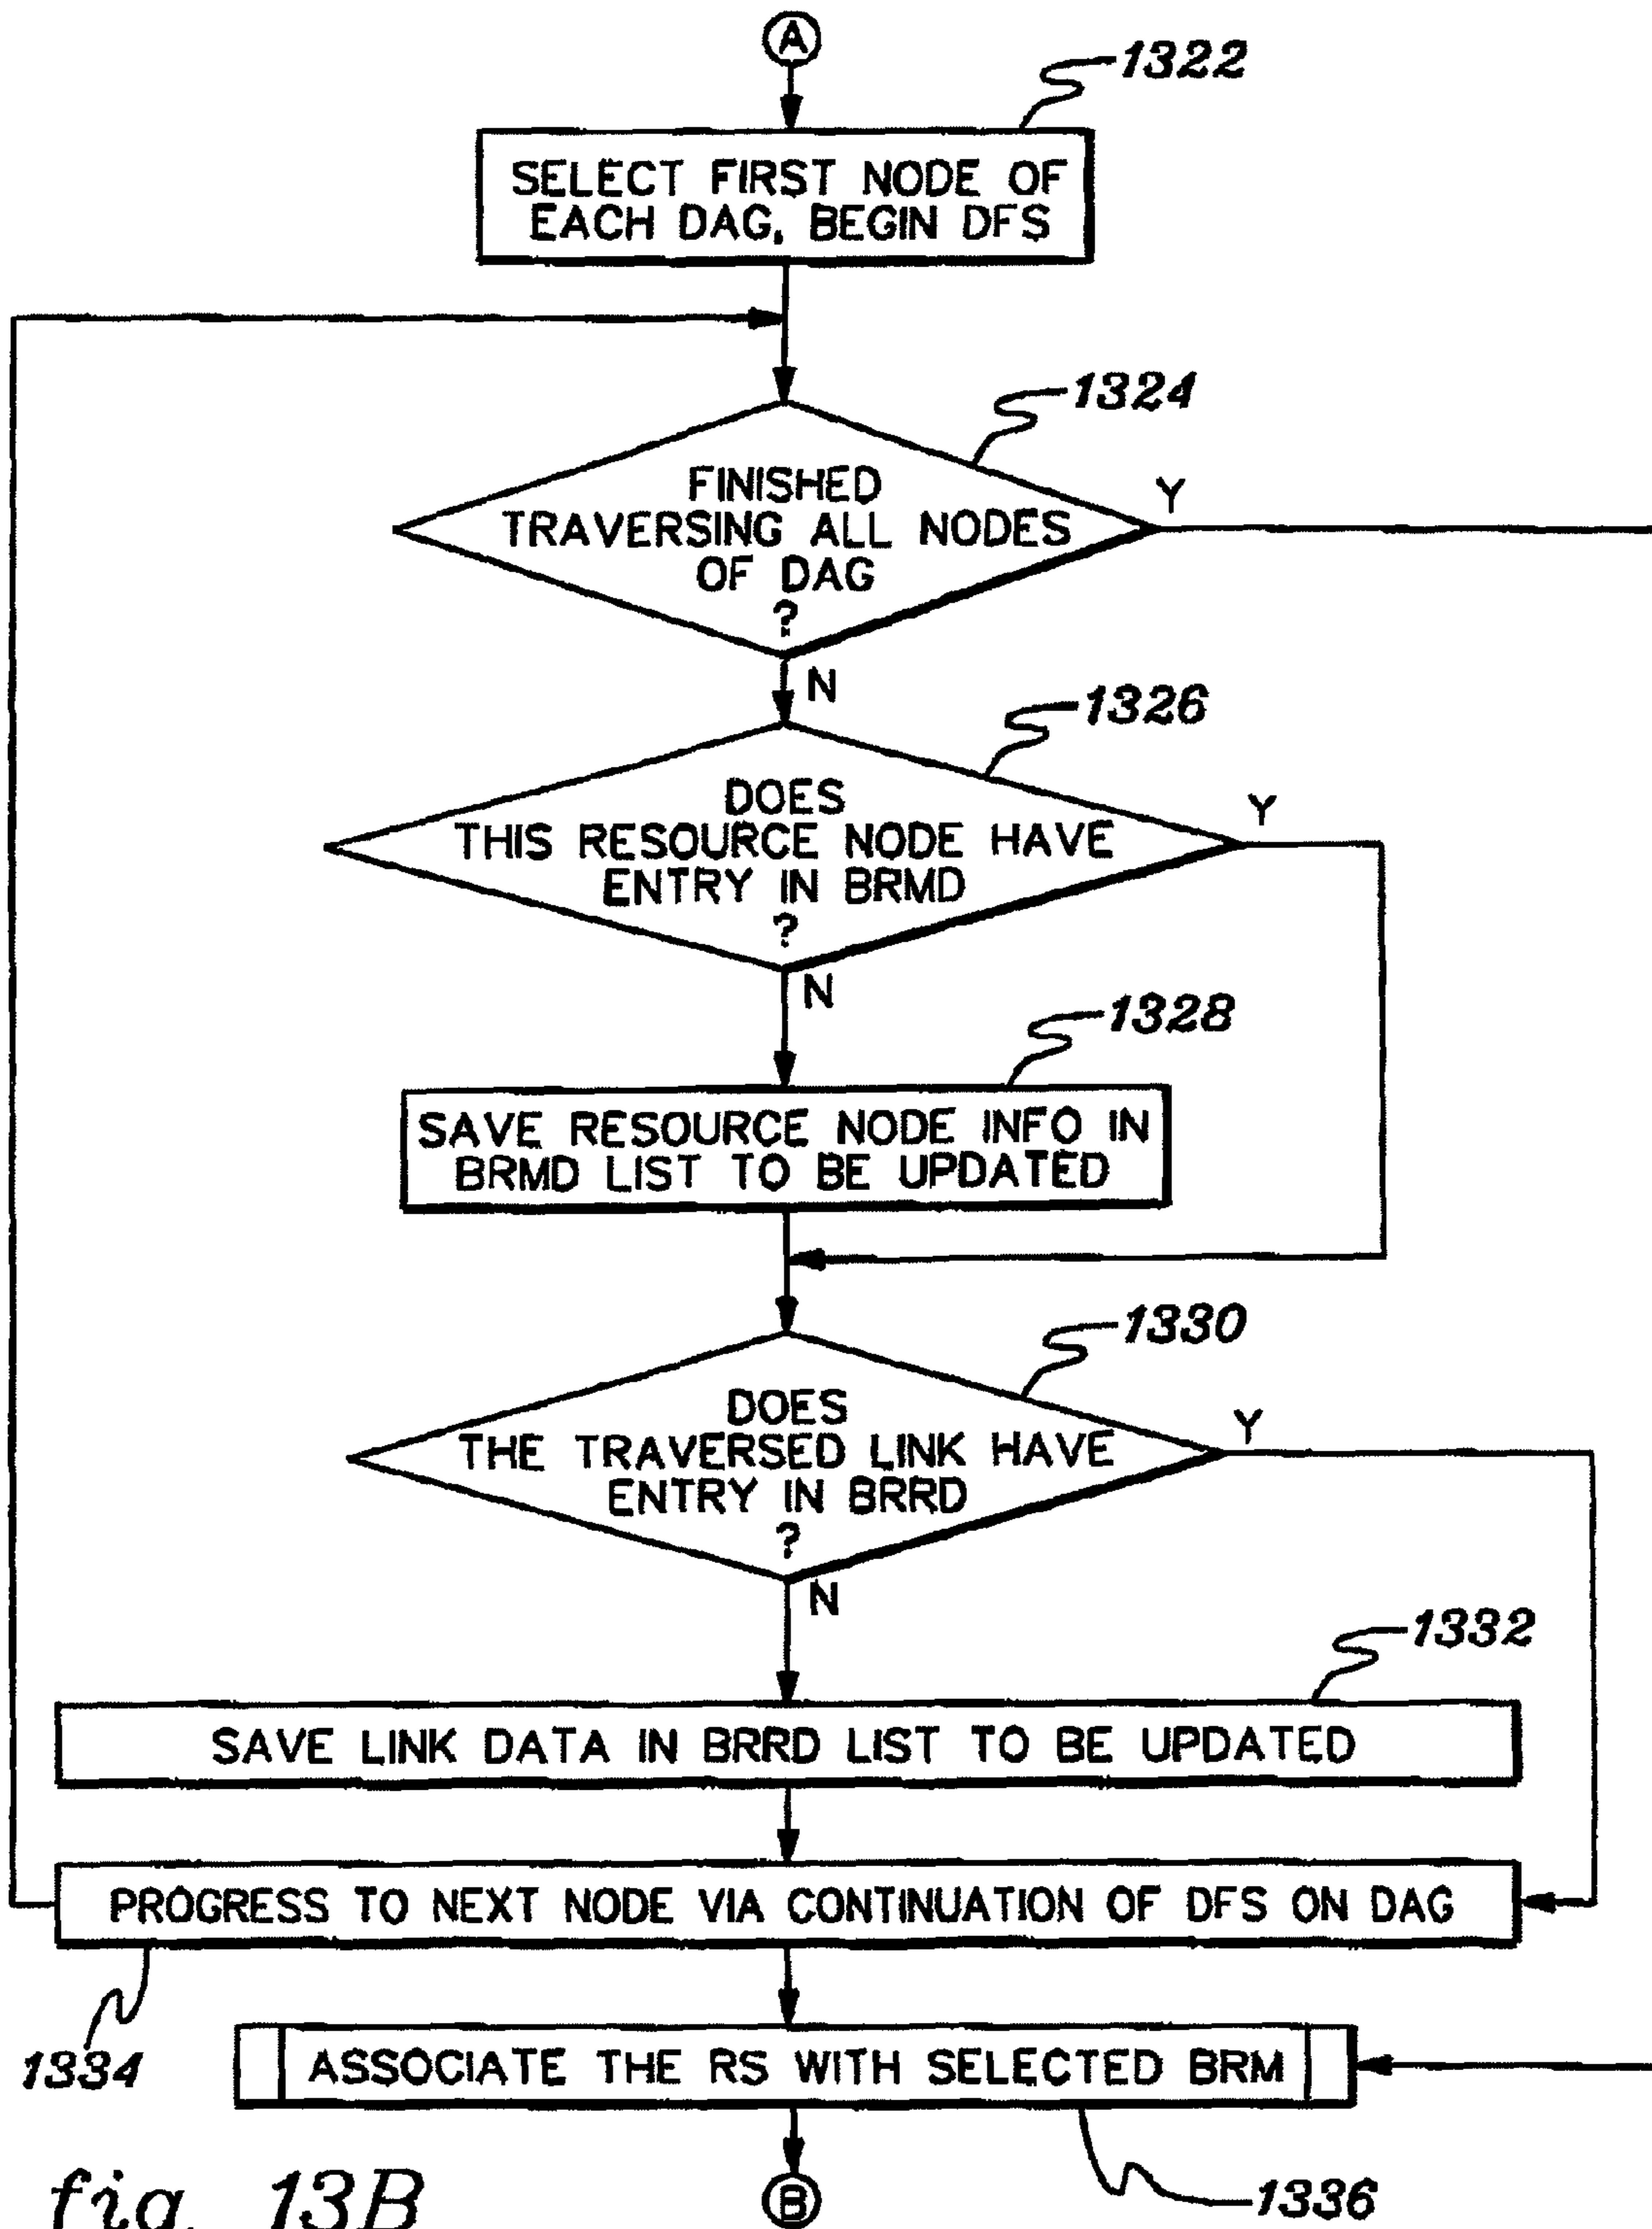 A
1322
SELECT FIRST NODE OF
EACH DAG, BEGIN DFS
1324
FINISHED
TRAVERSING ALL NODES
OF DAG
?
Y
N
1326
DOES
THIS RESOURCE NODE HAVE
ENTRY IN BRMD
?
Y
N
1328
SAVE RESOURCE NODE INFO IN
BRMD LIST TO BE UPDATED
1330
DOES
THE TRAVERSED LINK HAVE
ENTRY IN BRRD
?
Y
N
1332
SAVE LINK DATA IN BRRD LIST TO BE UPDATED
PROGRESS TO NEXT NODE VIA CONTINUATION OF DFS ON DAG
1334
ASSOCIATE THE RS WITH SELECTED BRM
1336
B
fig. 13B